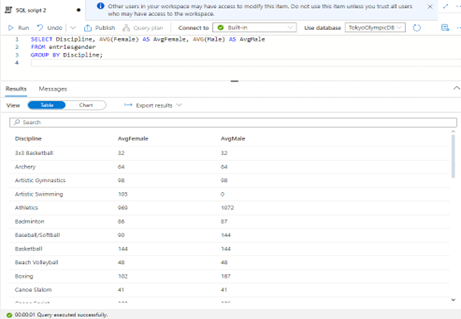 SQL script 2
Other users in your workspace may have access to modify this item. Do not use this item unless you trust all users who may have access to the workspace.
Run Undo Publish Query plan Connect to Built-in Use database TokyoOlympicDB
1 SELECT Discipline, AVG(Female) AS AvgFemale, AVG(Male) AS AvgMale
2 FROM entriesgender
3 GROUP BY Discipline;
4
Results Messages
View Table Chart Export results
Search
Discipline AvgFemale AvgMale
3x3 Basketball 32 32
Archery 64 64
Artistic Gymnastics 98 98
Artistic Swimming 105 0
Athletics 969 1072
Badminton 86 87
Baseball/Softball 90 144
Basketball 144 144
Beach Volleyball 48 48
Boxing 102 187
Canoe Slalom 41 41
00:00:01 Query executed successfully.